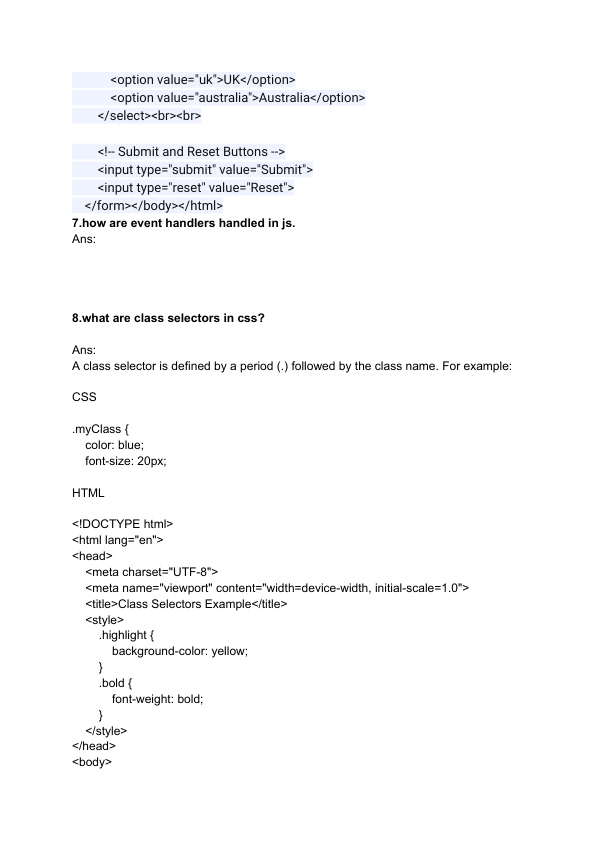 <option value="uk">UK</option>
<option value="australia">Australia</option>
</select><br><br>
<!-- Submit and Reset Buttons -->
<input type="submit" value="Submit">
<input type="reset" value="Reset">
</form></body></html>
7.how are event handlers handled in js.
Ans:
8.what are class selectors in css?
Ans:
A class selector is defined by a period (.) followed by the class name. For example:
CSS
.myClass {
color: blue;
font-size: 20px;
HTML
<!DOCTYPE html>
<html lang="en">
<head>
<meta charset="UTF-8">
<meta name="viewport" content="width=device-width, initial-scale=1.0">
<title>Class Selectors Example</title>
<style>
.highlight {
background-color: yellow;
}
.bold {
font-weight: bold;
}
</style>
</head>
<body>